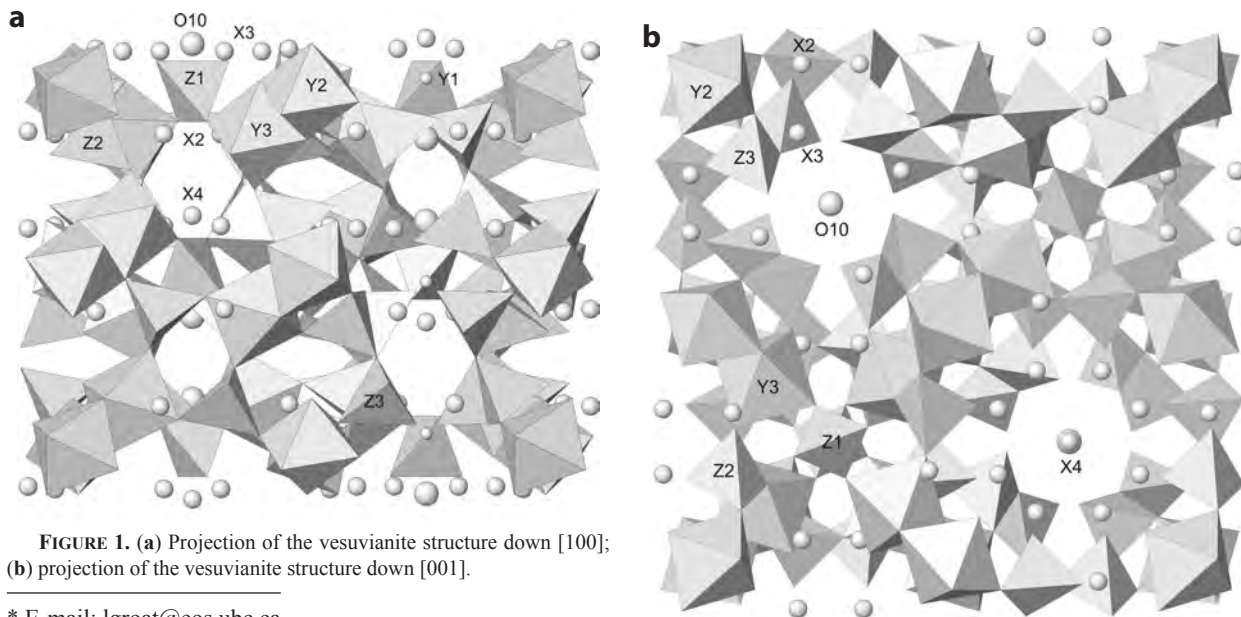 a
O10
X3
Z1
Y2
Y1
Z2
X2
Y3
X4
Z3
FIGURE 1. (a) Projection of the vesuvianite structure down [100];
(b) projection of the vesuvianite structure down [001].
b
X2
Y2
Z3
X3
O10
Y3
Z1
Z2
X4
* E-mail: